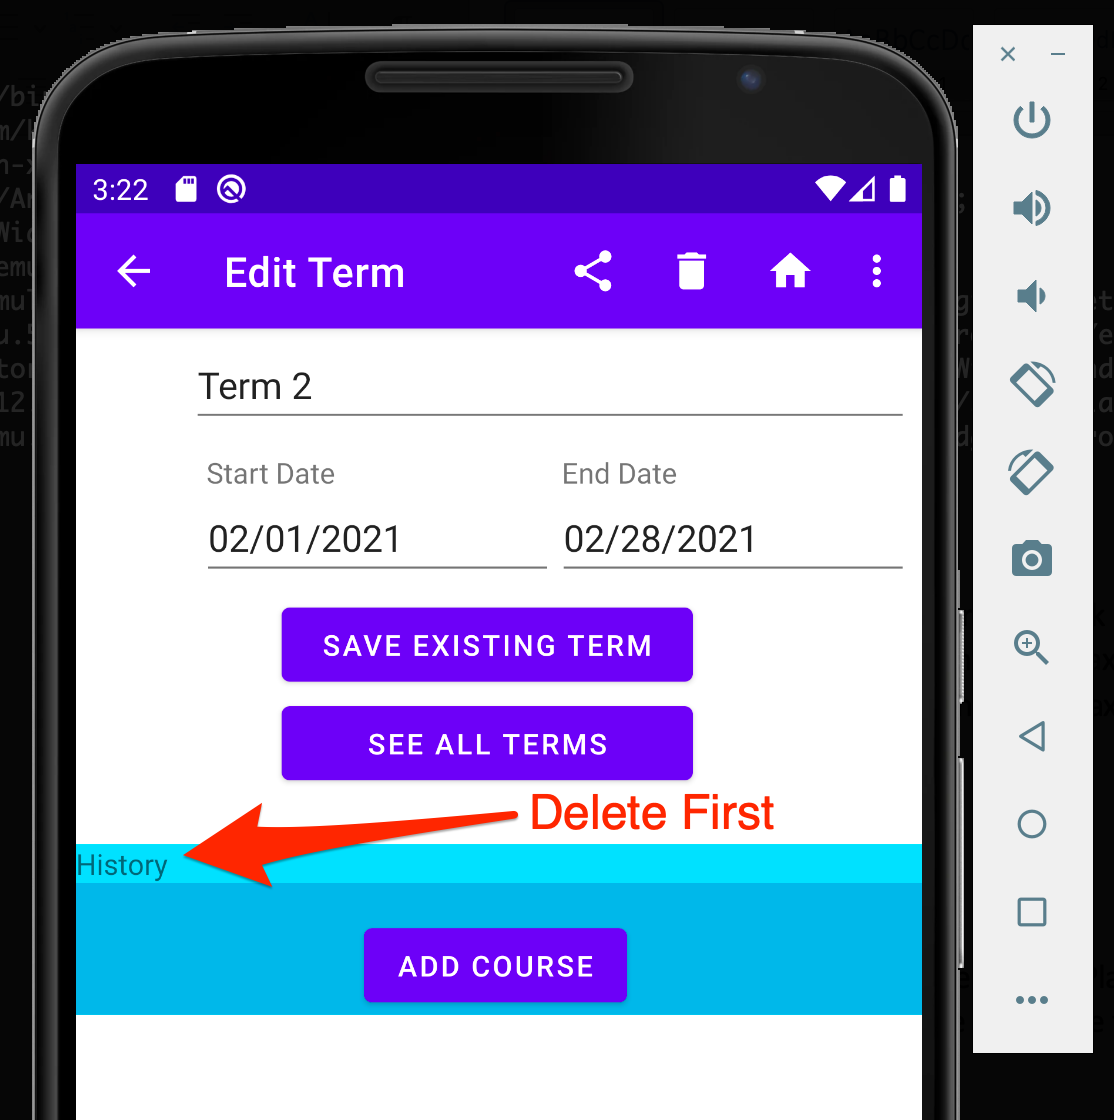 3:22
Edit Term
Term 2
Start Date End Date
02/01/2021 02/28/2021
SAVE EXISTING TERM
SEE ALL TERMS
Delete First
History
ADD COURSE